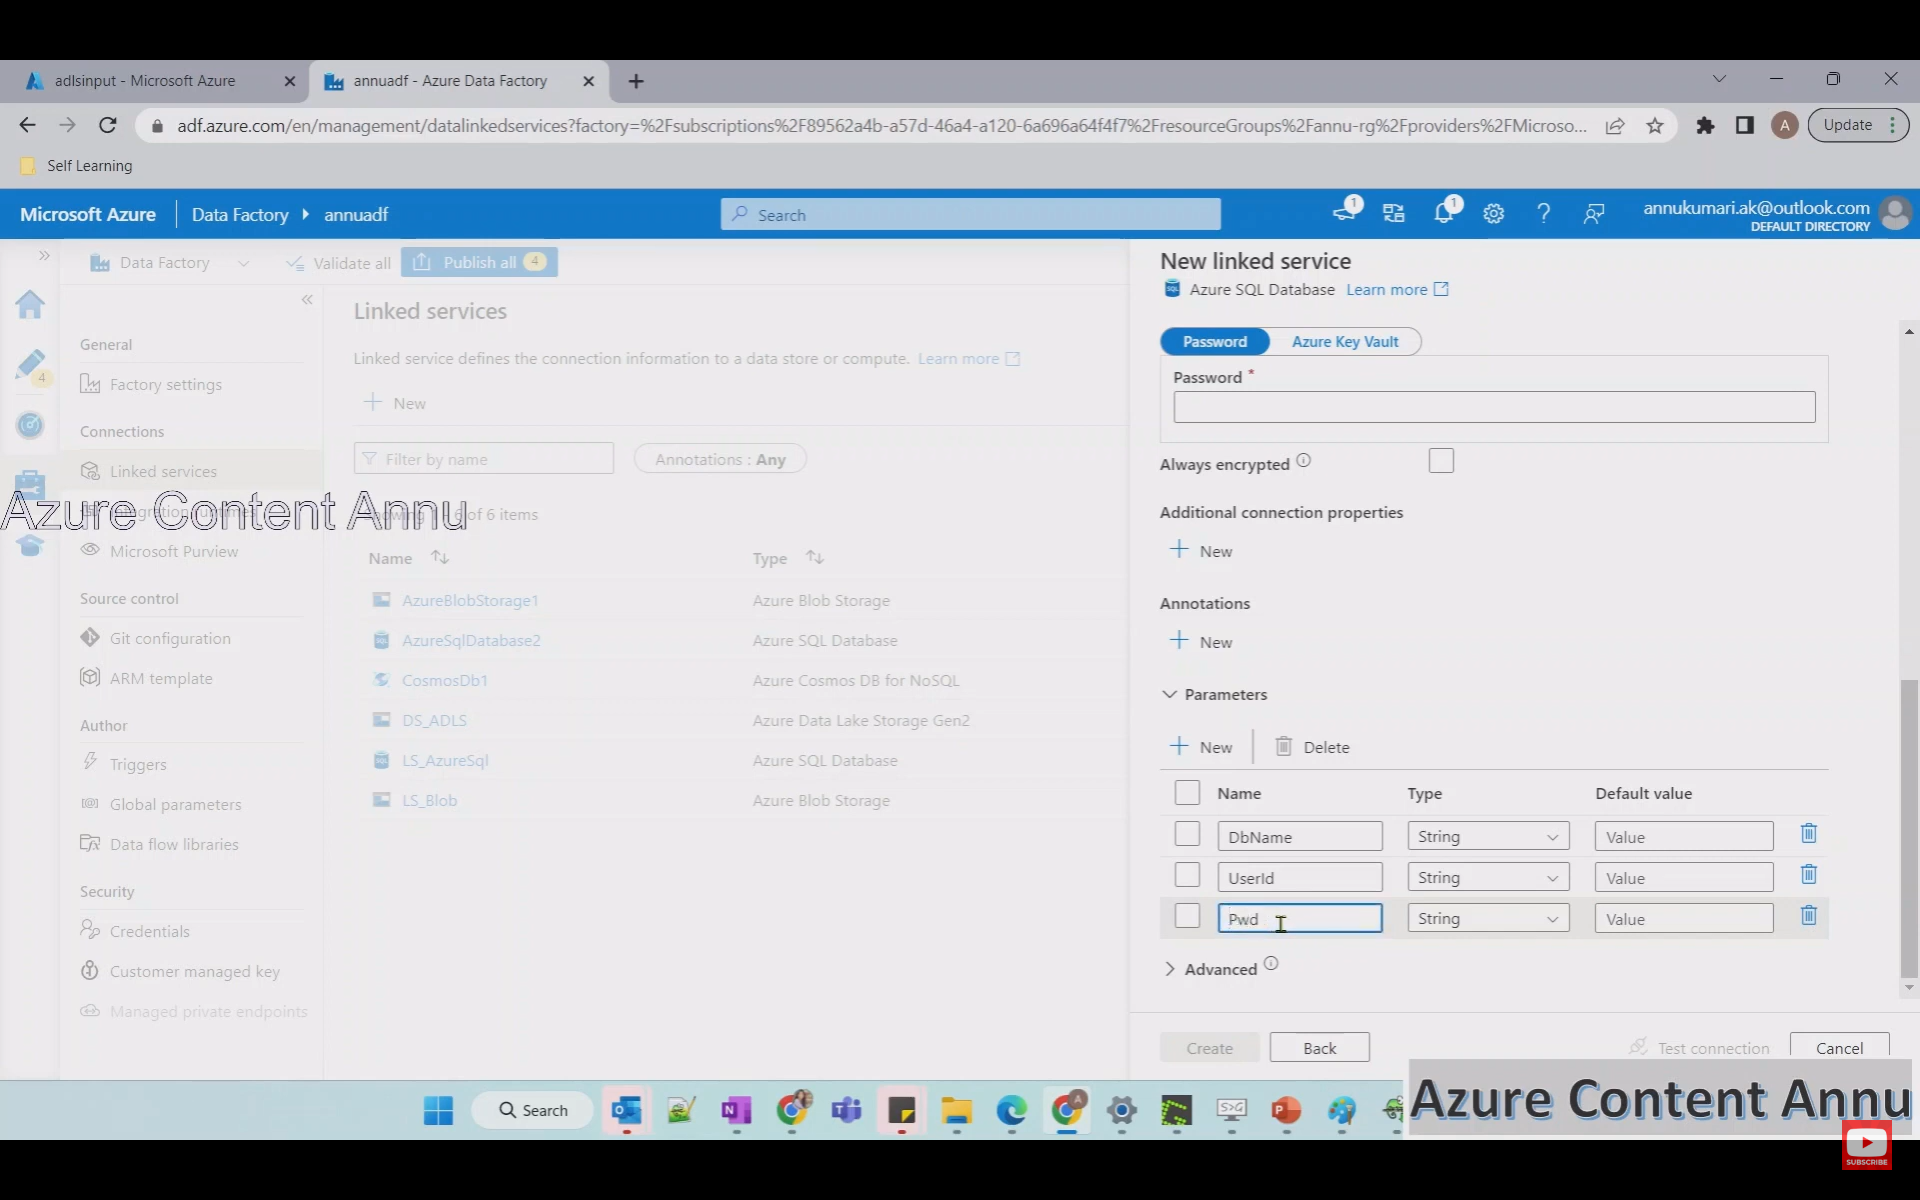 adlsinput - Microsoft Azure
annuadf - Azure Data Factory
adf.azure.com/en/management/datalinkedservices?factory=%2Fsubscriptions%2F89562a4b-a57d-46a4-a120-6a696a64f4f7%2FresourceGroups%2Fannu-rg%2Fproviders%2FMicroso...
A
Update
Self Learning
Microsoft Azure
Data Factory
annuadf
Search
1
1
annukumari.ak@outlook.com
DEFAULT DIRECTORY
Data Factory
Validate all
Publish all 4
4
General
Factory settings
Connections
Linked services
Integration runtimes
Microsoft Purview
Source control
Git configuration
ARM template
Author
Triggers
Global parameters
Data flow libraries
Security
Credentials
Customer managed key
Managed private endpoints
Azure Content Annu
Linked services
Linked service defines the connection information to a data store or compute. Learn more
New
Filter by name
Annotations : Any
Showing 1 - 6 of 6 items
Name Type
AzureBlobStorage1 Azure Blob Storage
AzureSqlDatabase2 Azure SQL Database
CosmosDb1 Azure Cosmos DB for NoSQL
DS_ADLS Azure Data Lake Storage Gen2
LS_AzureSql Azure SQL Database
LS_Blob Azure Blob Storage
New linked service
SQL
Azure SQL Database Learn more
Password Azure Key Vault
Password *
Always encrypted
Additional connection properties
New
Annotations
New
Parameters
New Delete
Name Type Default value
DbName String Value
UserId String Value
Pwd String Value
Advanced
Create Back Test connection Cancel
Search
Azure Content Annu
SUBSCRIBE